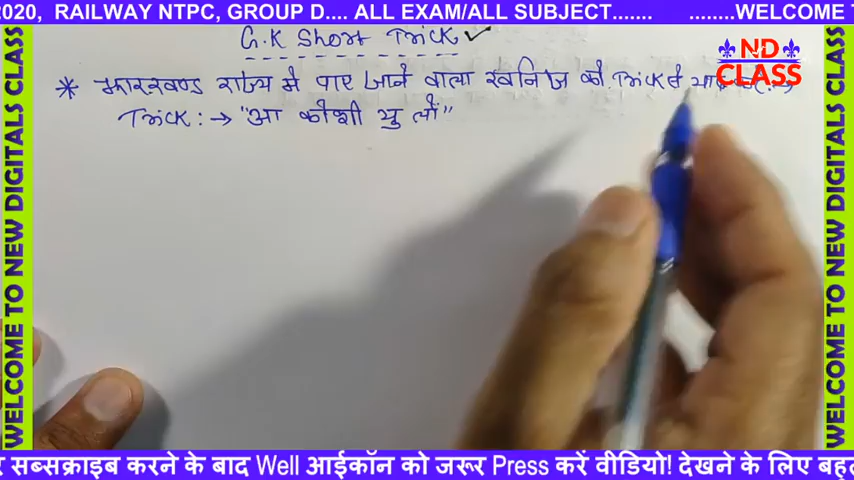 2020, RAILWAY NTPC, GROUP D.... ALL EXAM/ALL SUBJECT....... ........WELCOME T
G.K Short Trick ✓
ND
CLASS
* झारखण्ड राज्य में पाए जाने वाला खनिज को Trick से :→
Trick :→ "आ कोशी यु लौ"
WELCOME TO NEW DIGITALS CLASS
WELCOME TO NEW DIGITALS CLASS
र सब्सक्राइब करने के बाद Well आईकॉन को जरूर Press करें वीडियो! देखने के लिए बहुत